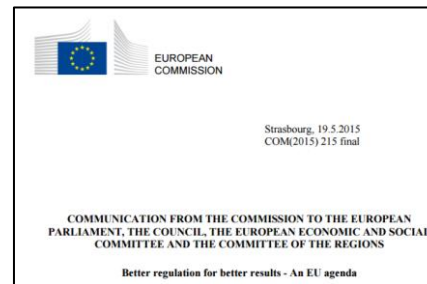 EUROPEAN
COMMISSION
Strasbourg, 19.5.2015
COM(2015) 215 final
COMMUNICATION FROM THE COMMISSION TO THE EUROPEAN
PARLIAMENT, THE COUNCIL, THE EUROPEAN ECONOMIC AND SOCIAL
COMMITTEE AND THE COMMITTEE OF THE REGIONS
Better regulation for better results - An EU agenda